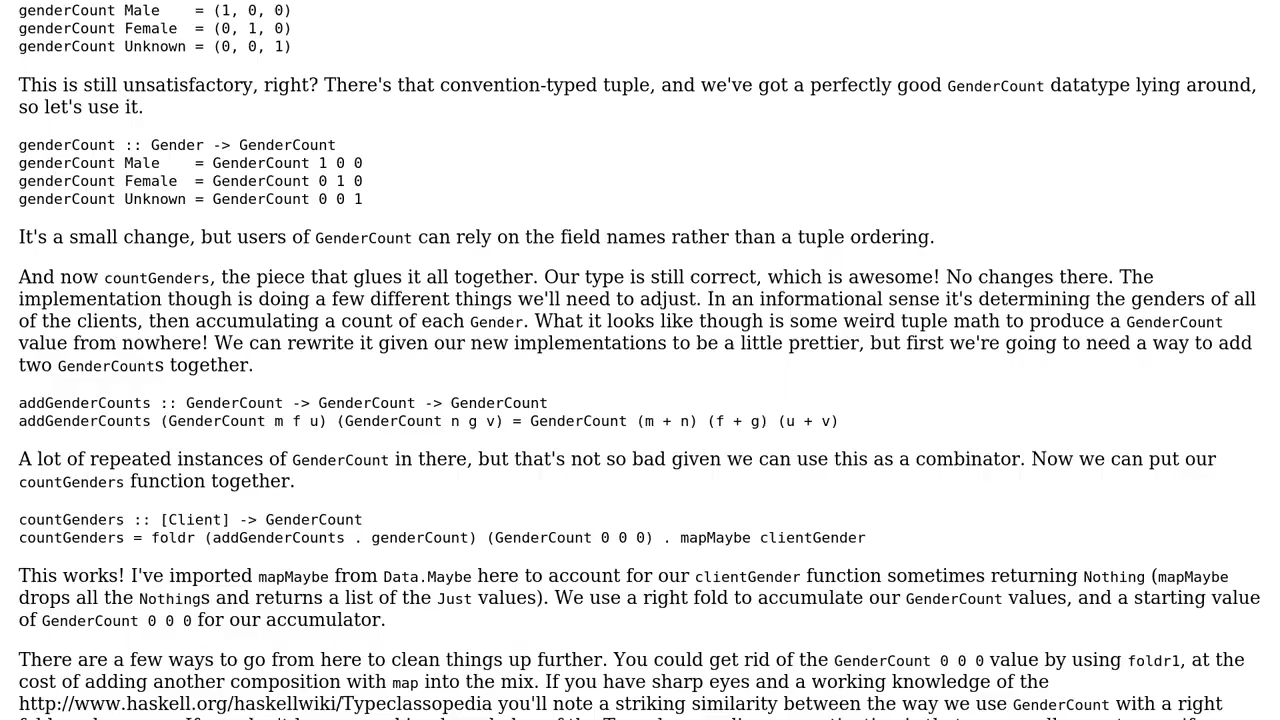 genderCount Male    = (1, 0, 0)
genderCount Female  = (0, 1, 0)
genderCount Unknown = (0, 0, 1)
This is still unsatisfactory, right? There's that convention-typed tuple, and we've got a perfectly good GenderCount datatype lying around,
so let's use it.
genderCount :: Gender -> GenderCount
genderCount Male    = GenderCount 1 0 0
genderCount Female  = GenderCount 0 1 0
genderCount Unknown = GenderCount 0 0 1
It's a small change, but users of GenderCount can rely on the field names rather than a tuple ordering.
And now countGenders, the piece that glues it all together. Our type is still correct, which is awesome! No changes there. The
implementation though is doing a few different things we'll need to adjust. In an informational sense it's determining the genders of all
of the clients, then accumulating a count of each Gender. What it looks like though is some weird tuple math to produce a GenderCount
value from nowhere! We can rewrite it given our new implementations to be a little prettier, but first we're going to need a way to add
two GenderCounts together.
addGenderCounts :: GenderCount -> GenderCount -> GenderCount
addGenderCounts (GenderCount m f u) (GenderCount n g v) = GenderCount (m + n) (f + g) (u + v)
A lot of repeated instances of GenderCount in there, but that's not so bad given we can use this as a combinator. Now we can put our
countGenders function together.
countGenders :: [Client] -> GenderCount
countGenders = foldr (addGenderCounts . genderCount) (GenderCount 0 0 0) . mapMaybe clientGender
This works! I've imported mapMaybe from Data.Maybe here to account for our clientGender function sometimes returning Nothing (mapMaybe
drops all the Nothings and returns a list of the Just values). We use a right fold to accumulate our GenderCount values, and a starting value
of GenderCount 0 0 0 for our accumulator.
There are a few ways to go from here to clean things up further. You could get rid of the GenderCount 0 0 0 value by using foldr1, at the
cost of adding another composition with map into the mix. If you have sharp eyes and a working knowledge of the
http://www.haskell.org/haskellwiki/Typeclassopedia you'll note a striking similarity between the way we use GenderCount with a right